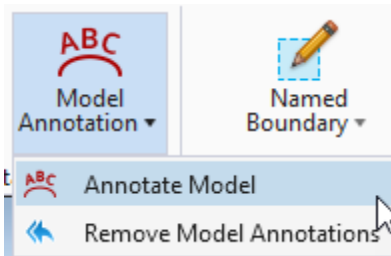 ABC
Model
Annotation
Named
Boundary
ABC Annotate Model
Remove Model Annotations